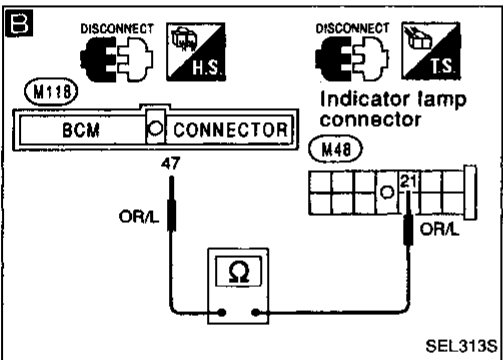 B
DISCONNECT
H.S.
DISCONNECT
T.S.
M118
Indicator lamp
connector
BCM CONNECTOR
M48
47
21
OR/L
OR/L
Ω
SEL313S